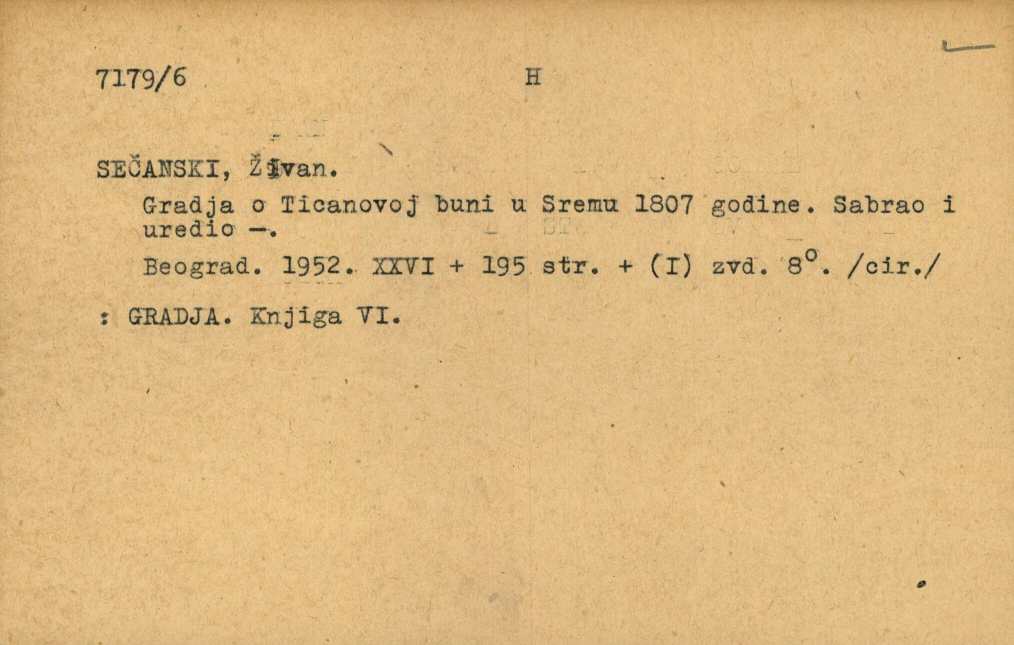 7179/6 H
SEČANSKI, Živan.
Gradja o Ticanovoj buni u Sremu 1807 godine. Sabrao i
uredio —.
Beograd. 1952. XXVI + 195 str. + (I) zvd. 8°. /cir./
: GRADJA. Knjiga VI.